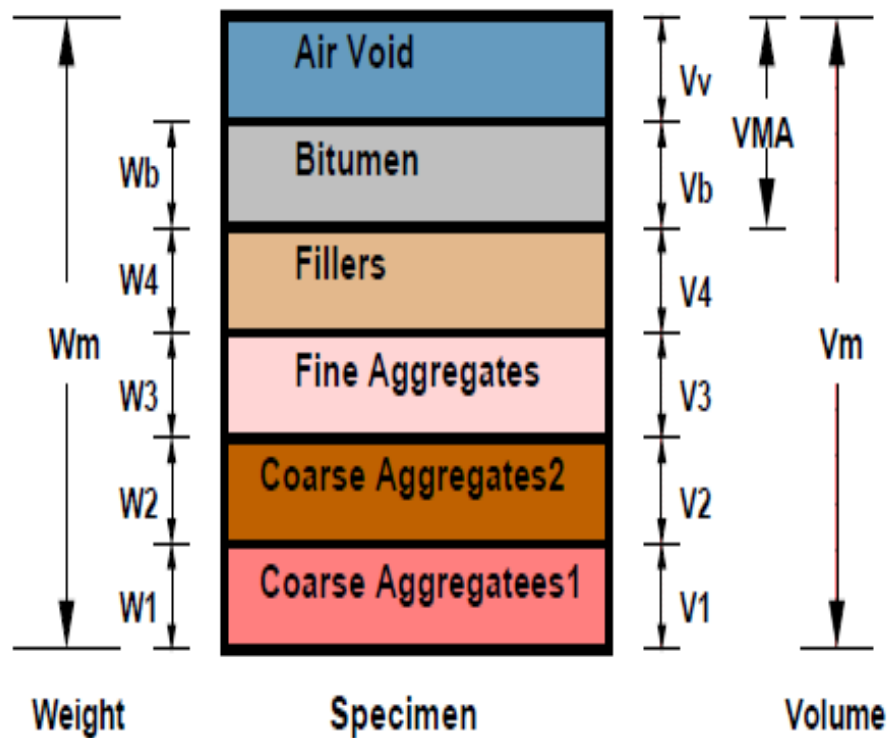 Air Void
Vv
VMA
Wb
Bitumen
Vb
W4
Fillers
V4
Wm
Vm
W3
Fine Aggregates
V3
W2
Coarse Aggregates2
V2
W1
Coarse Aggregatees1
V1
Weight
Specimen
Volume